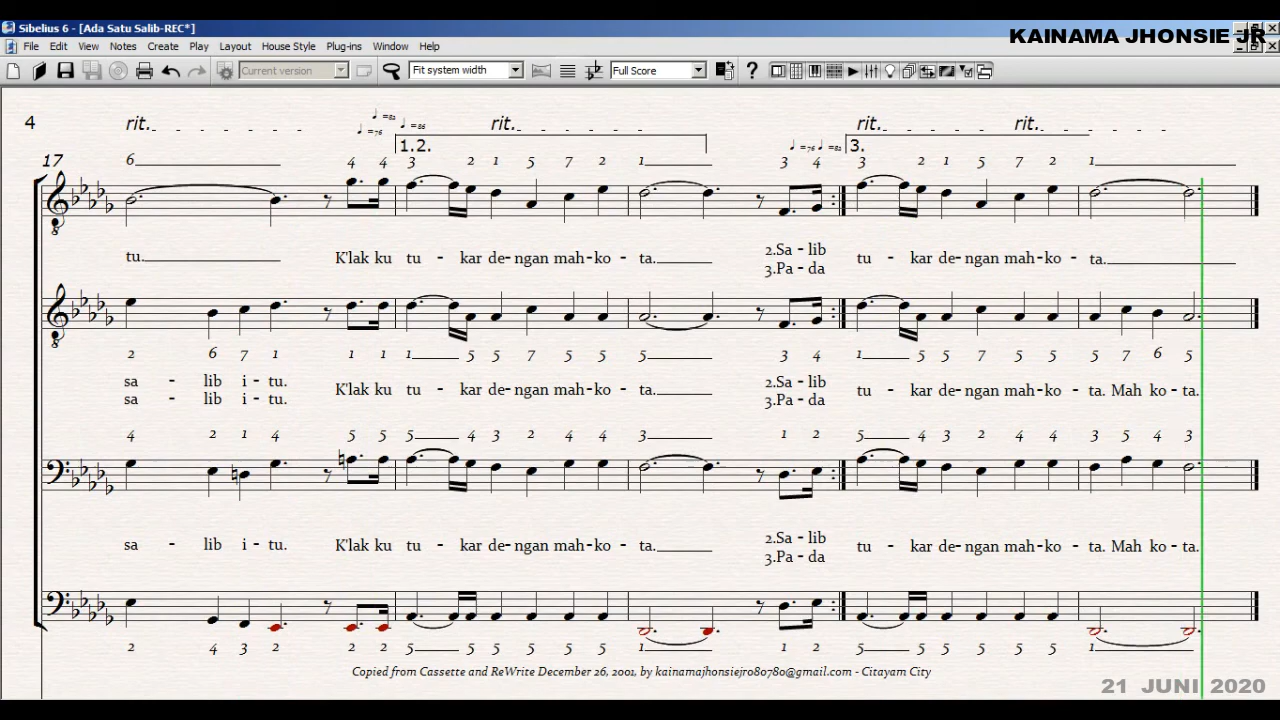 Sibelius 6 - [Ada Satu Salib-REC*]
KAINAMA JHONSIE JR
File Edit View Notes Create Play Layout House Style Plug-ins Window Help
Current version Fit system width Full Score
4 rit. ♩=76 ♩=82 ♩=86 rit. rit. rit.
1.2. ♩=76 ♩=82 3.
17 6 4 4 3 2 1 5 7 2 1 3 4 3 2 1 5 7 2 1
tu. K'lak ku tu - kar de-ngan mah-ko - ta. 2.Sa - lib tu - kar de-ngan mah-ko - ta.
3.Pa - da
2 6 7 1 1 1 1 5 5 7 5 5 5 3 4 1 5 5 7 5 5 5 7 6 5
sa - lib i - tu. K'lak ku tu - kar de-ngan mah-ko - ta. 2.Sa - lib tu - kar de-ngan mah-ko - ta. Mah ko - ta.
sa - lib i - tu. 3.Pa - da
4 2 1 4 5 5 5 4 3 2 4 4 3 1 2 5 4 3 2 4 4 3 5 4 3
sa - lib i - tu. K'lak ku tu - kar de-ngan mah-ko - ta. 2.Sa - lib tu - kar de-ngan mah-ko - ta. Mah ko - ta.
3.Pa - da
2 4 3 2 2 2 5 5 5 5 5 5 1 1 2 5 5 5 5 5 5 1
Copied from Cassette and ReWrite December 26, 2001, by kainamajhonsiejr080780@gmail.com - Citayam City
21 JUNI 2020